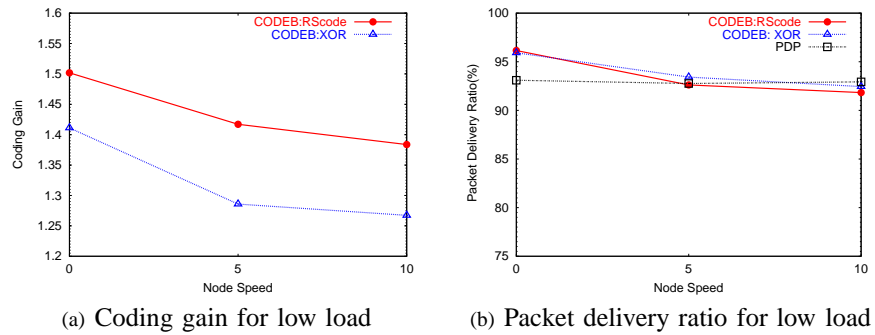 1.6
1.55
1.5
1.45
1.4
1.35
1.3
1.25
1.2
Coding Gain
CODEB:RScode
CODEB:XOR
0
5
10
Node Speed
(a) Coding gain for low load
100
95
90
85
80
75
Packet Delivery Ratio(%)
CODEB:RScode
CODEB: XOR
PDP
0
5
10
Node Speed
(b) Packet delivery ratio for low load